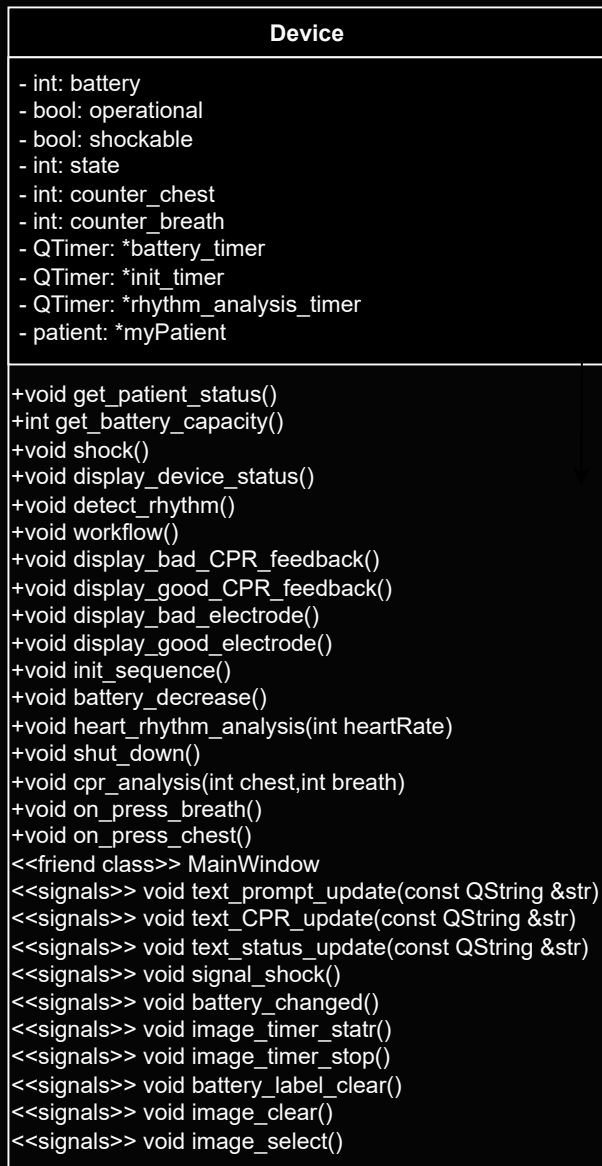 Device
- int: battery
- bool: operational
- bool: shockable
- int: state
- int: counter_chest
- int: counter_breath
- QTimer: *battery_timer
- QTimer: *init_timer
- QTimer: *rhythm_analysis_timer
- patient: *myPatient
+void get_patient_status()
+int get_battery_capacity()
+void shock()
+void display_device_status()
+void detect_rhythm()
+void workflow()
+void display_bad_CPR_feedback()
+void display_good_CPR_feedback()
+void display_bad_electrode()
+void display_good_electrode()
+void init_sequence()
+void battery_decrease()
+void heart_rhythm_analysis(int heartRate)
+void shut_down()
+void cpr_analysis(int chest,int breath)
+void on_press_breath()
+void on_press_chest()
<<friend class>> MainWindow
<<signals>> void text_prompt_update(const QString &str)
<<signals>> void text_CPR_update(const QString &str)
<<signals>> void text_status_update(const QString &str)
<<signals>> void signal_shock()
<<signals>> void battery_changed()
<<signals>> void image_timer_statr()
<<signals>> void image_timer_stop()
<<signals>> void battery_label_clear()
<<signals>> void image_clear()
<<signals>> void image_select()